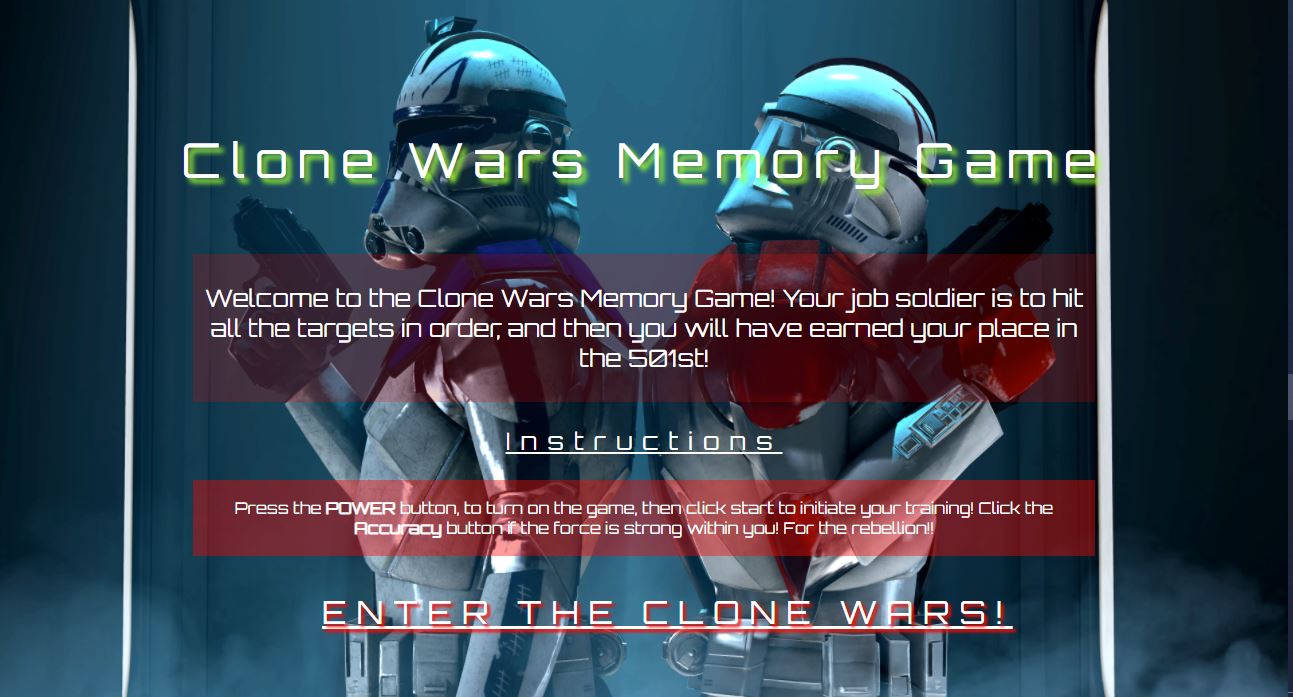 Clone Wars Memory Game
Welcome to the Clone Wars Memory Game! Your job soldier is to hit
all the targets in order, and then you will have earned your place in
the 501st!
Instructions
Press the POWER button, to turn on the game, then click start to initiate your training! Click the
Accuracy button if the force is strong within you! For the rebellion!!
ENTER THE CLONE WARS!